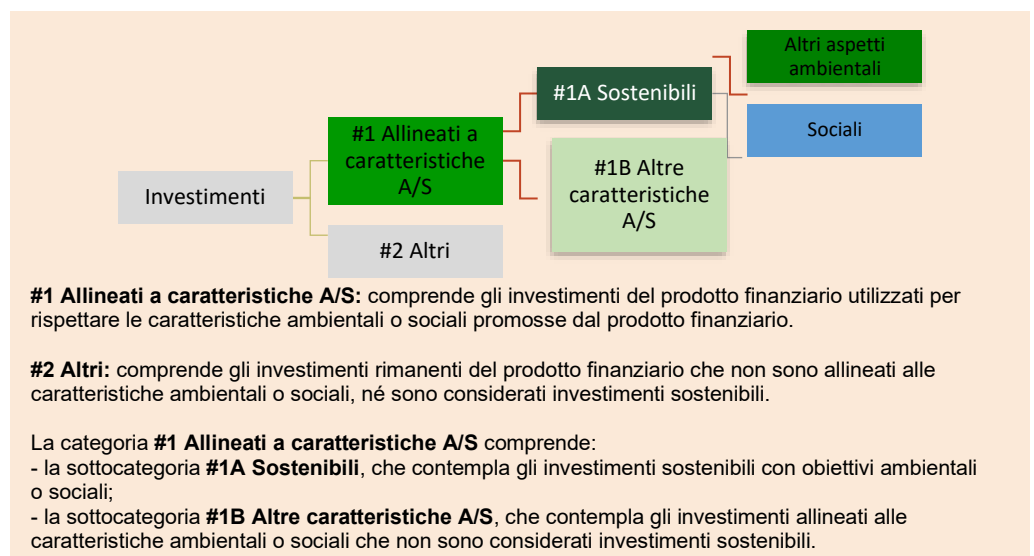 Altri aspetti
ambientali
#1A Sostenibili
Sociali
#1 Allineati a
caratteristiche
A/S
#1B Altre
caratteristiche
A/S
Investimenti
#2 Altri
#1 Allineati a caratteristiche A/S: comprende gli investimenti del prodotto finanziario utilizzati per
rispettare le caratteristiche ambientali o sociali promosse dal prodotto finanziario.
#2 Altri: comprende gli investimenti rimanenti del prodotto finanziario che non sono allineati alle
caratteristiche ambientali o sociali, né sono considerati investimenti sostenibili.
La categoria #1 Allineati a caratteristiche A/S comprende:
- la sottocategoria #1A Sostenibili, che contempla gli investimenti sostenibili con obiettivi ambientali
o sociali;
- la sottocategoria #1B Altre caratteristiche A/S, che contempla gli investimenti allineati alle
caratteristiche ambientali o sociali che non sono considerati investimenti sostenibili.